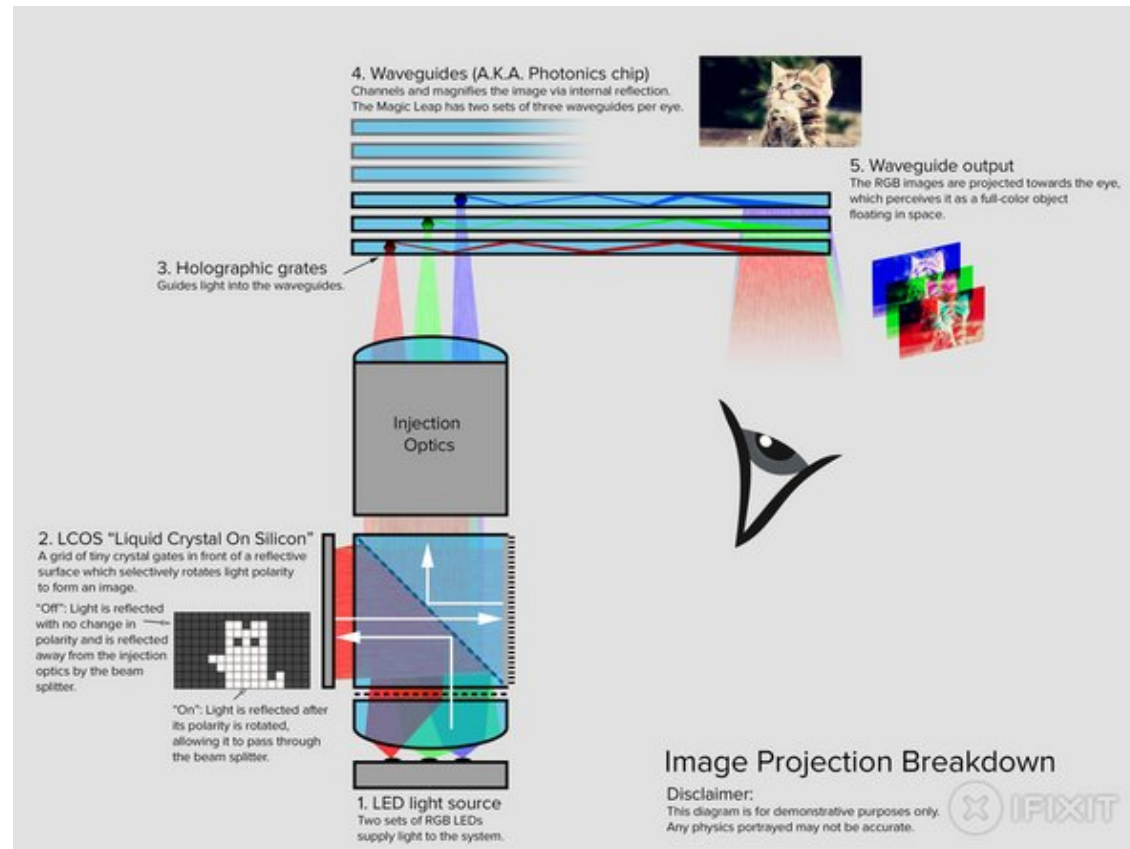 4. Waveguides (A.K.A. Photonics chip)
Channels and magnifies the image via internal reflection.
The Magic Leap has two sets of three waveguides per eye.
5. Waveguide output
The RGB images are projected towards the eye,
which perceives it as a full-color object
floating in space.
3. Holographic grates
Guides light into the waveguides.
Injection
Optics
2. LCOS “Liquid Crystal On Silicon”
A grid of tiny crystal gates in front of a reflective
surface which selectively rotates light polarity
to form an image.
“Off”: Light is reflected
with no change in
polarity and is reflected
away from the injection
optics by the beam
splitter.
“On”: Light is reflected after
its polarity is rotated,
allowing it to pass through
the beam splitter.
1. LED light source
Two sets of RGB LEDs
supply light to the system.
Image Projection Breakdown
Disclaimer:
This diagram is for demonstrative purposes only.
Any physics portrayed may not be accurate.
IFIXIT